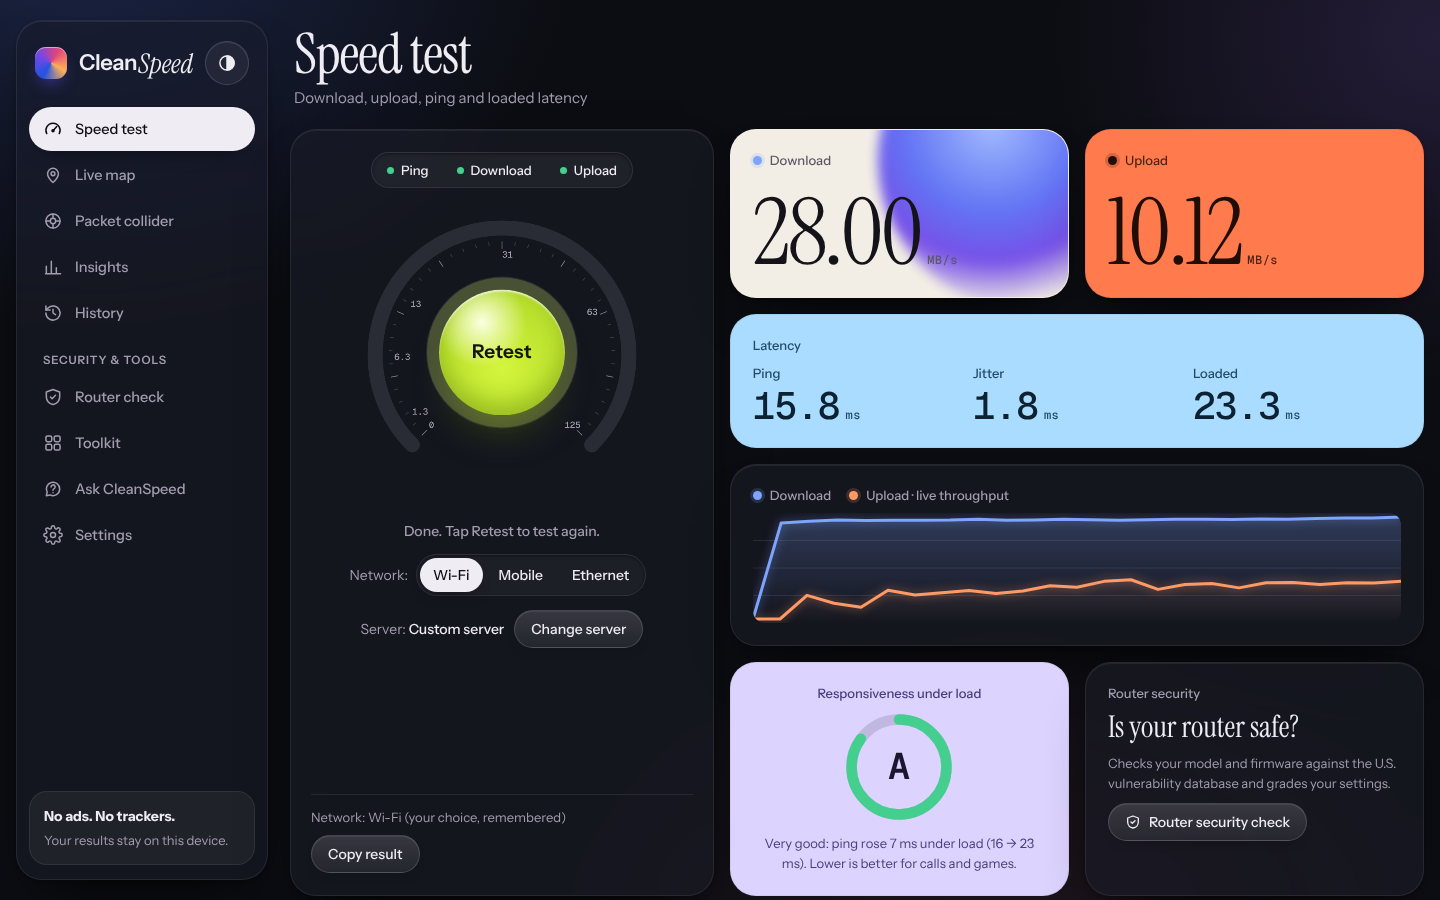 CleanSpeed
Speed test
Live map
Packet collider
Insights
History
SECURITY & TOOLS
Router check
Toolkit
Ask CleanSpeed
Settings
No ads. No trackers.
Your results stay on this device.
Speed test
Download, upload, ping and loaded latency
Ping
Download
Upload
31
13
63
6.3
1.3
0
125
Retest
Done. Tap Retest to test again.
Network: Wi-Fi Mobile Ethernet
Server: Custom server Change server
Network: Wi-Fi (your choice, remembered)
Copy result
Download
28.00 MB/s
Upload
10.12 MB/s
Latency
Ping
15.8 ms
Jitter
1.8 ms
Loaded
23.3 ms
Download
Upload · live throughput
Responsiveness under load
A
Very good: ping rose 7 ms under load (16 → 23
ms). Lower is better for calls and games.
Router security
Is your router safe?
Checks your model and firmware against the U.S.
vulnerability database and grades your settings.
Router security check